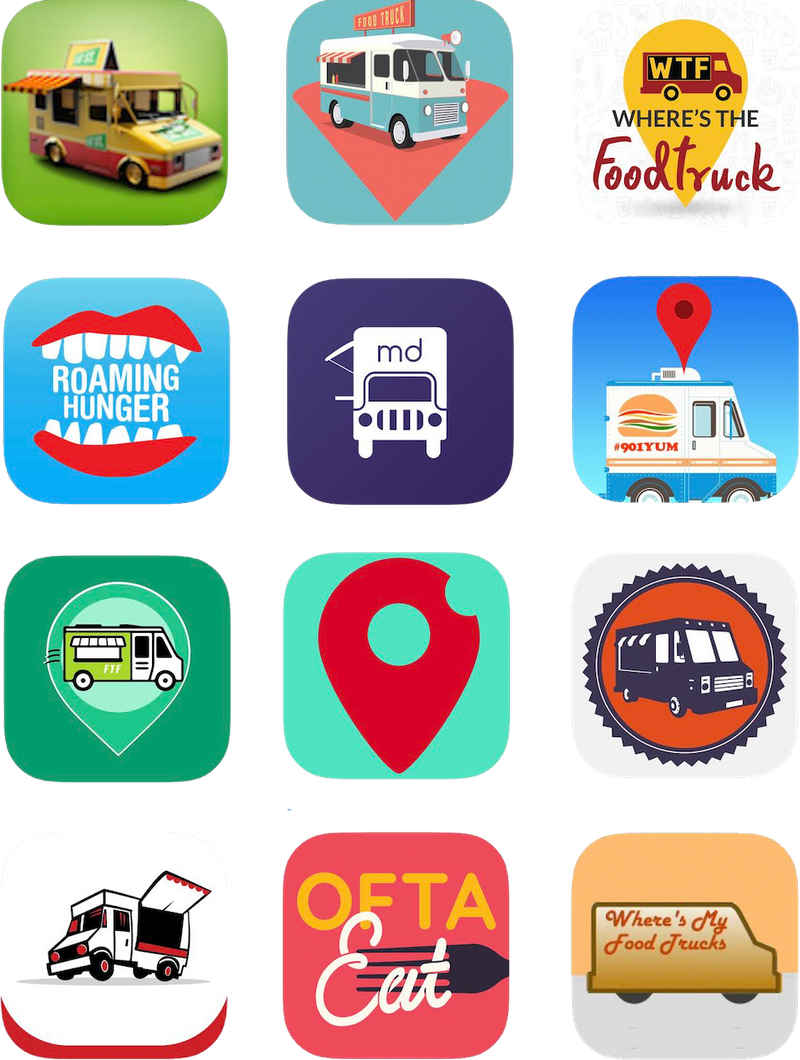 FOOD TRUCK
WTF
WHERE'S THE
Foodtruck
ROAMING
HUNGER
md
#901YUM
FTF
OFTA
Eat
Where's My
Food Trucks